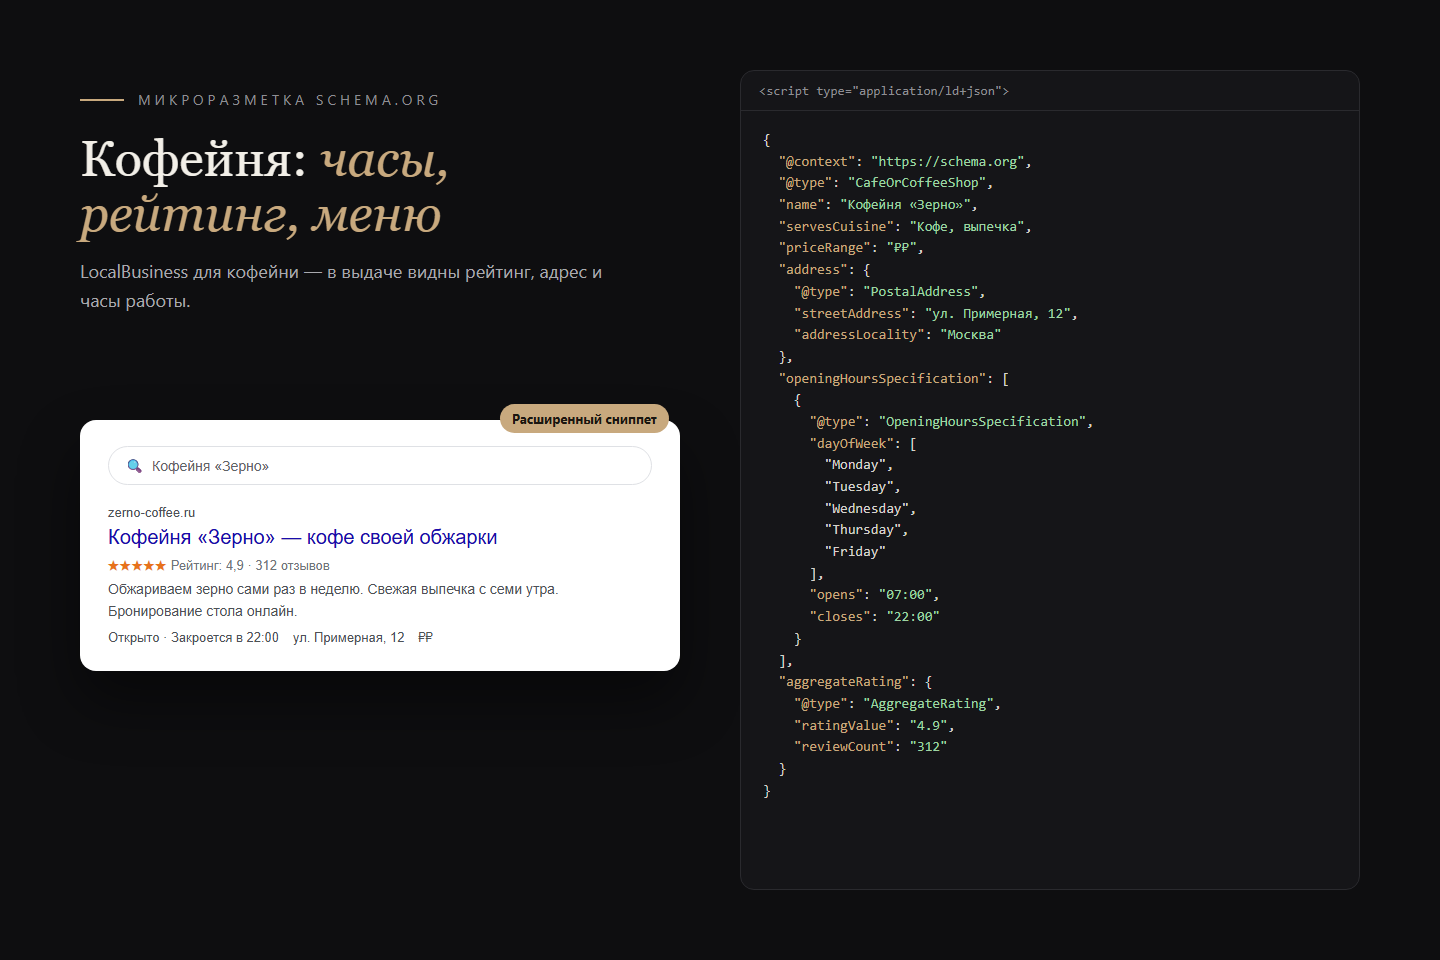 МИКРОРАЗМЕТКА SCHEMA.ORG
Кофейня: часы,
рейтинг, меню
LocalBusiness для кофейни — в выдаче видны рейтинг, адрес и
часы работы.
Расширенный сниппет
Кофейня «Зерно»
zerno-coffee.ru
Кофейня «Зерно» — кофе своей обжарки
★★★★★ Рейтинг: 4,9 · 312 отзывов
Обжариваем зерно сами раз в неделю. Свежая выпечка с семи утра.
Бронирование стола онлайн.
Открыто · Закроется в 22:00 ул. Примерная, 12 ₽₽
<script type="application/ld+json">
{
  "@context": "https://schema.org",
  "@type": "CafeOrCoffeeShop",
  "name": "Кофейня «Зерно»",
  "servesCuisine": "Кофе, выпечка",
  "priceRange": "₽₽",
  "address": {
    "@type": "PostalAddress",
    "streetAddress": "ул. Примерная, 12",
    "addressLocality": "Москва"
  },
  "openingHoursSpecification": [
    {
      "@type": "OpeningHoursSpecification",
      "dayOfWeek": [
        "Monday",
        "Tuesday",
        "Wednesday",
        "Thursday",
        "Friday"
      ],
      "opens": "07:00",
      "closes": "22:00"
    }
  ],
  "aggregateRating": {
    "@type": "AggregateRating",
    "ratingValue": "4.9",
    "reviewCount": "312"
  }
}